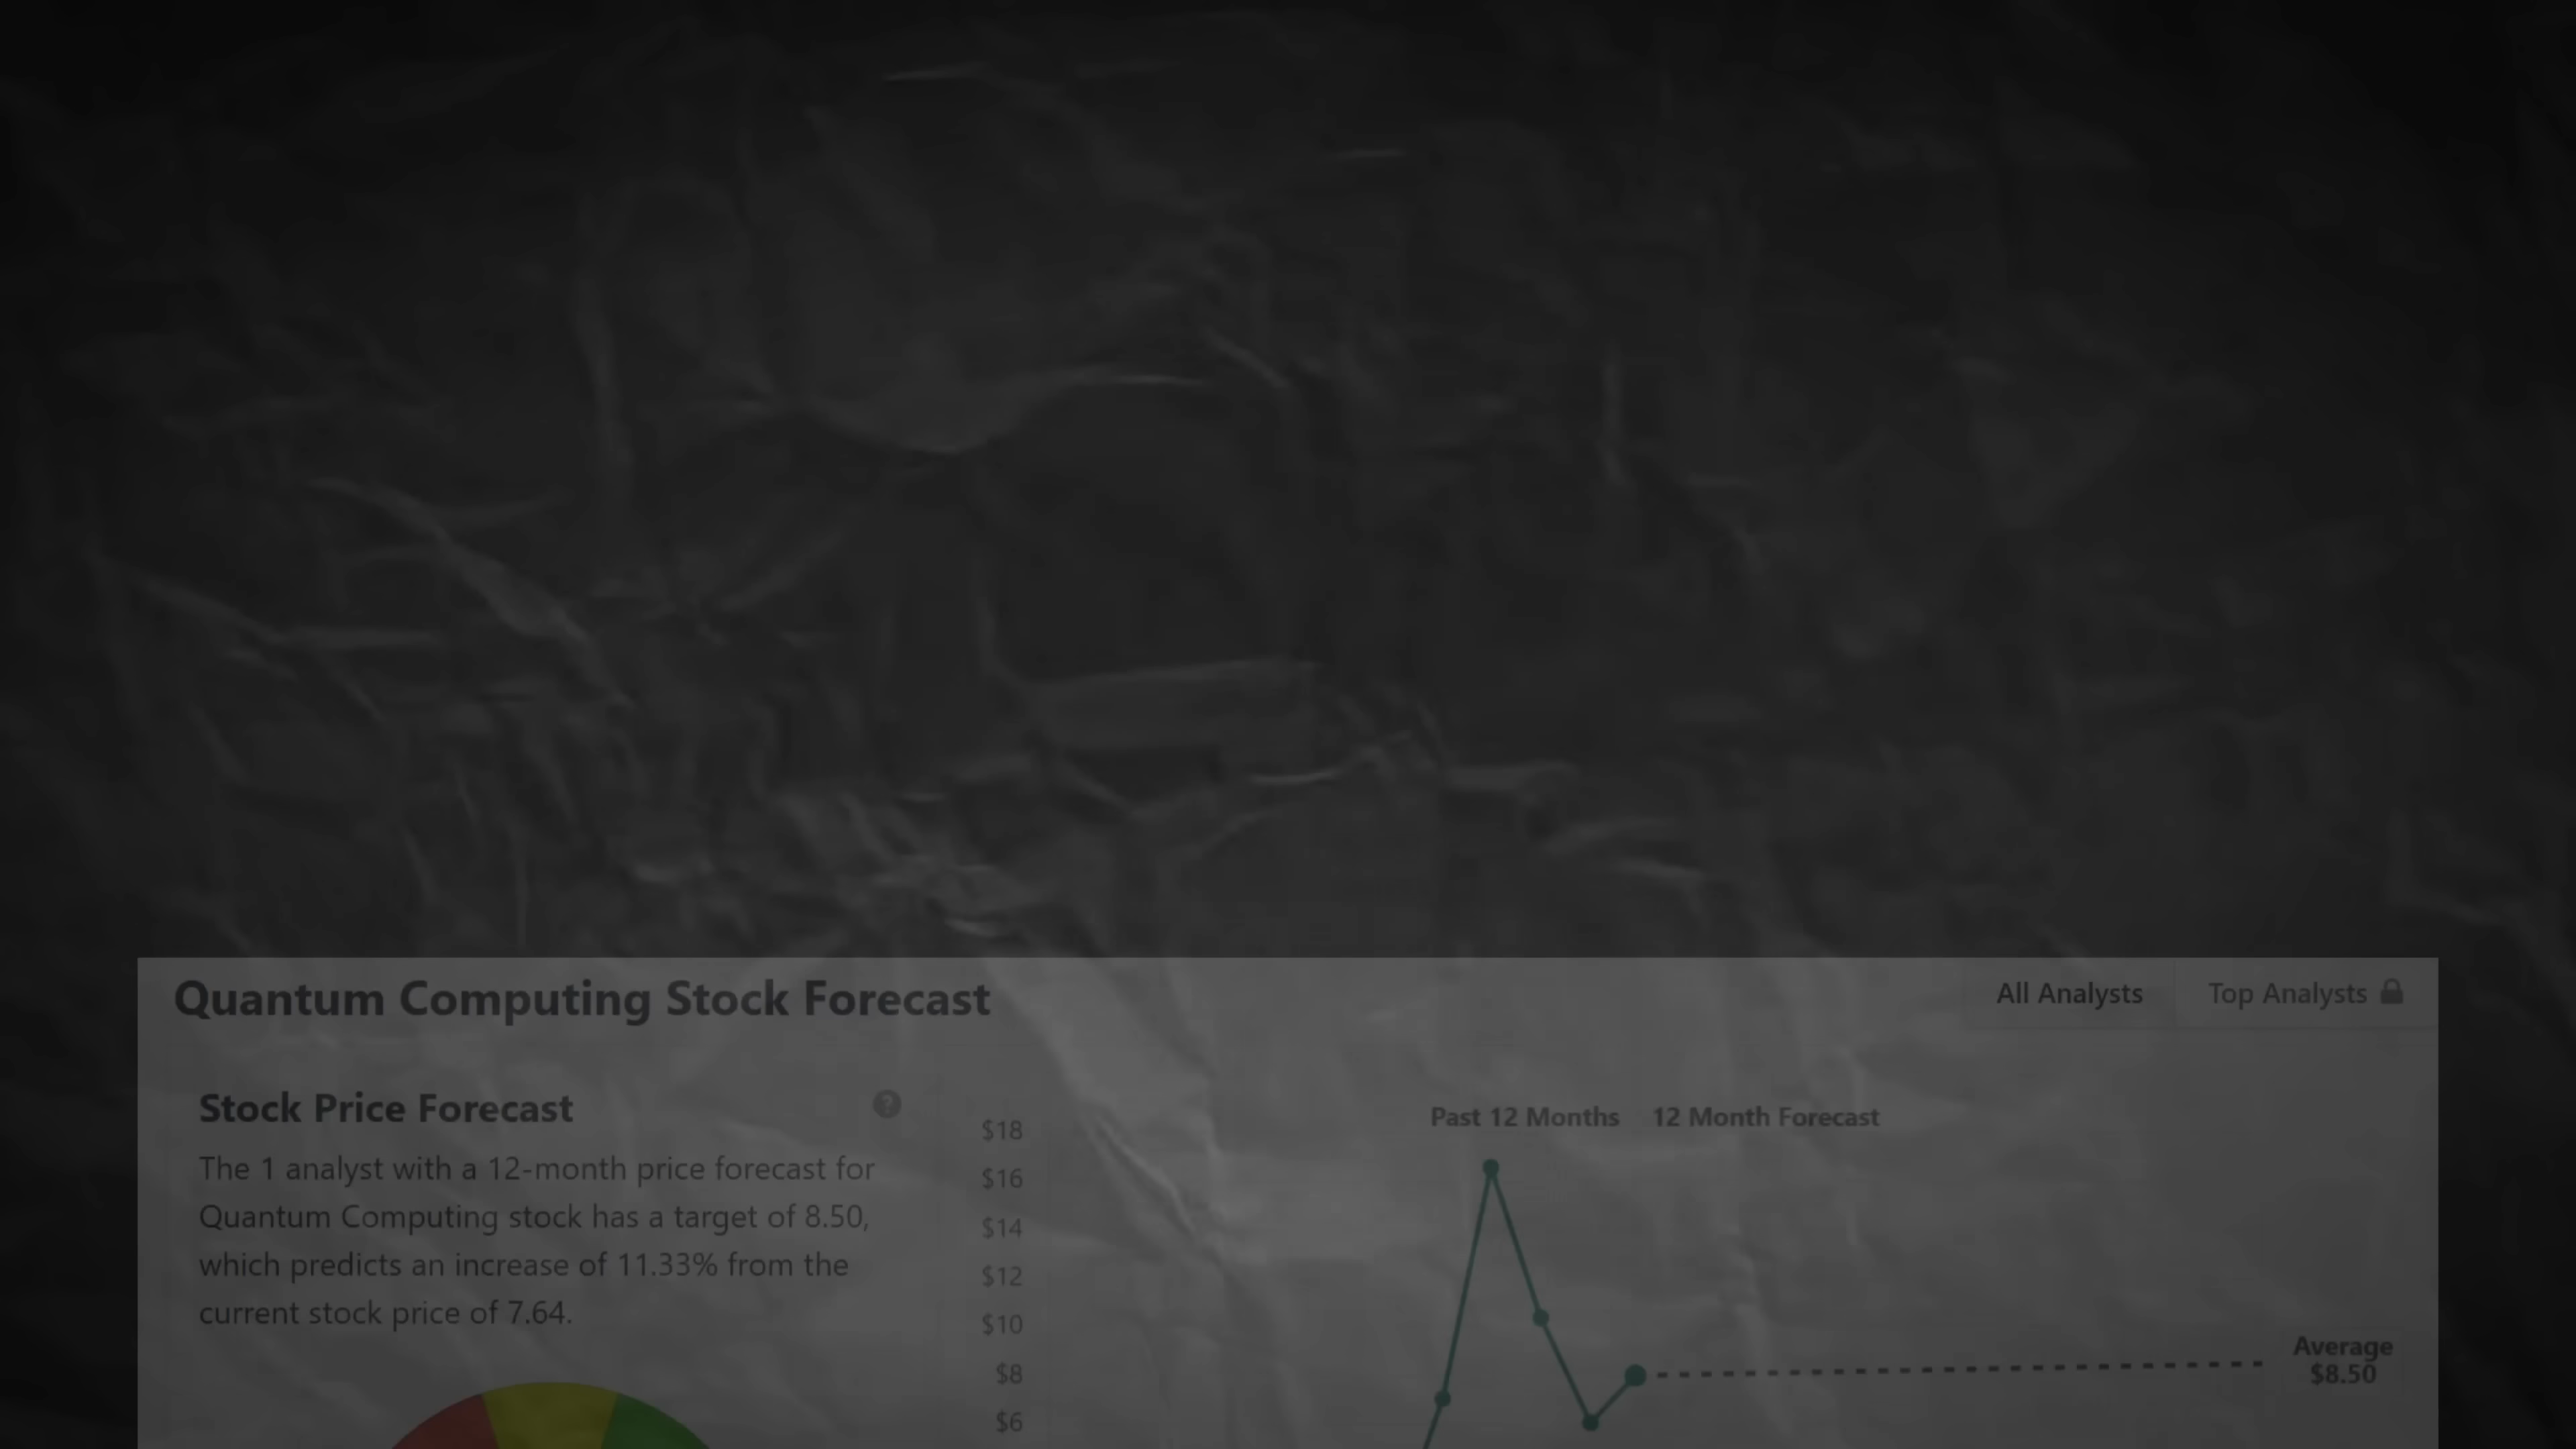 Quantum Computing Stock Forecast
All Analysts
Top Analysts
Stock Price Forecast
?
The 1 analyst with a 12-month price forecast for
Quantum Computing stock has a target of 8.50,
which predicts an increase of 11.33% from the
current stock price of 7.64.
Past 12 Months
12 Month Forecast
$18
$16
$14
$12
$10
$8
$6
Average
$8.50